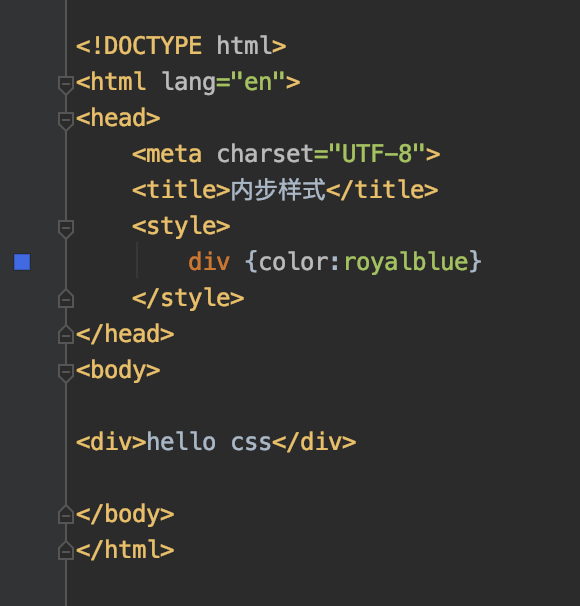 <!DOCTYPE html>
<html lang="en">
<head>
    <meta charset="UTF-8">
    <title>内步样式</title>
    <style>
        div {color:royalblue}
    </style>
</head>
<body>
<div>hello css</div>
</body>
</html>